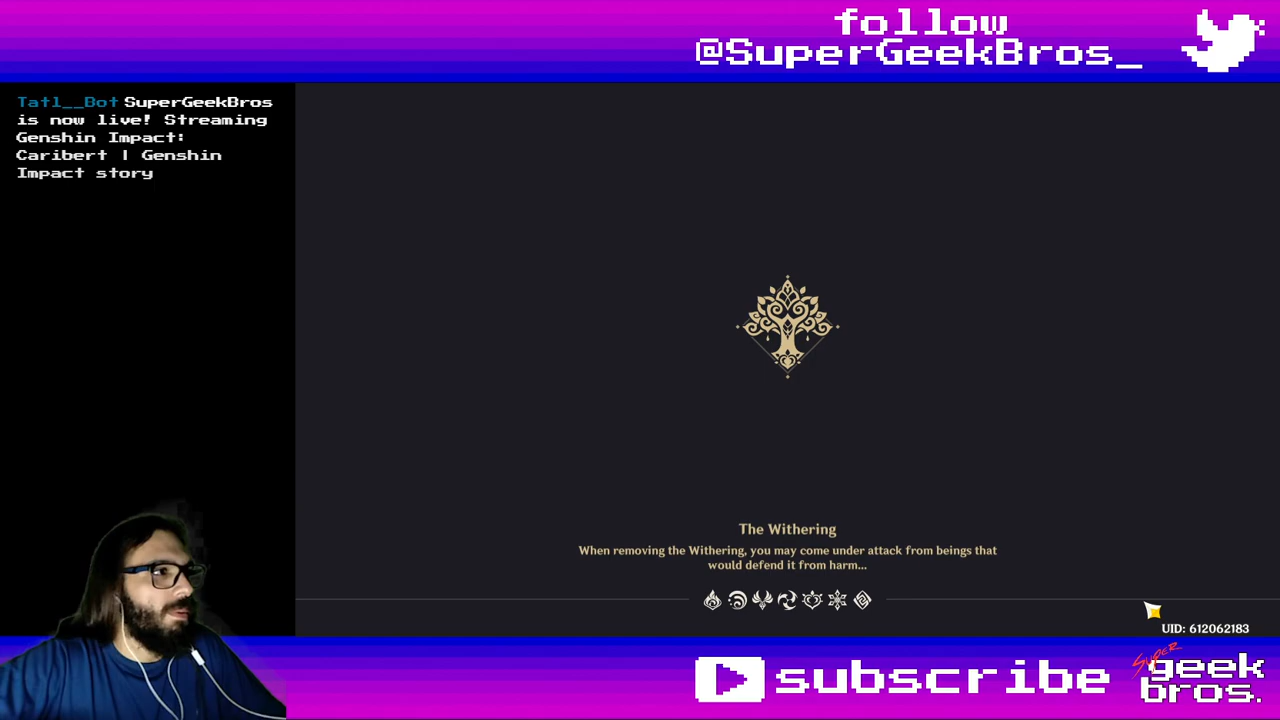 follow
@SuperGeekBros_
Tatl__Bot SuperGeekBros
is now live! Streaming
Genshin Impact:
Caribert | Genshin
Impact story
The Withering
When removing the Withering, you may come under attack from beings that
would defend it from harm...
UID: 612062183
subscribe
SUPER
geek
bros.